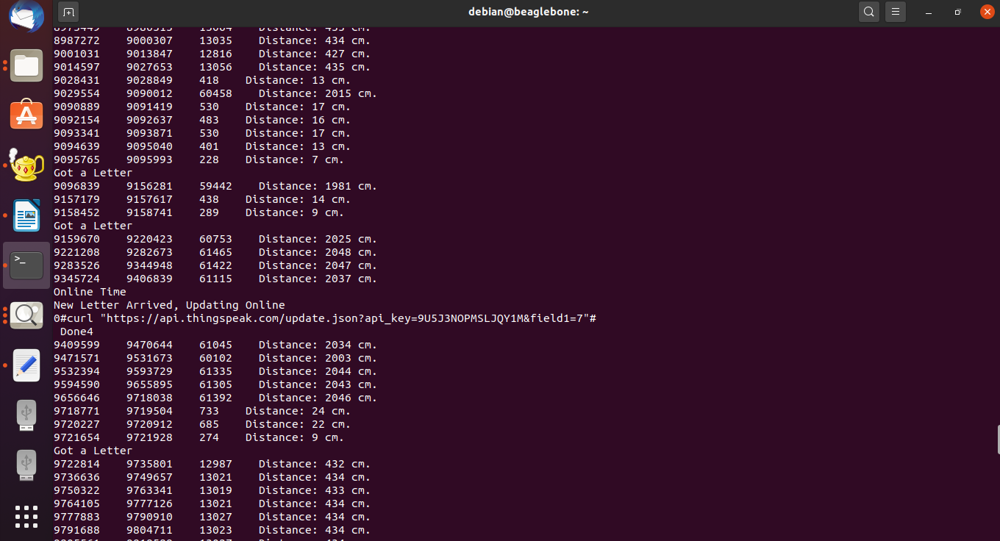 debian@beaglebone: ~
8987272    9000307    13035    Distance: 434 cm.
9001031    9013847    12816    Distance: 427 cm.
9014597    9027653    13056    Distance: 435 cm.
9028431    9028849    418    Distance: 13 cm.
9029554    9090012    60458    Distance: 2015 cm.
9090889    9091419    530    Distance: 17 cm.
9092154    9092637    483    Distance: 16 cm.
9093341    9093871    530    Distance: 17 cm.
9094639    9095040    401    Distance: 13 cm.
9095765    9095993    228    Distance: 7 cm.
Got a Letter
9096839    9156281    59442    Distance: 1981 cm.
9157179    9157617    438    Distance: 14 cm.
9158452    9158741    289    Distance: 9 cm.
Got a Letter
9159670    9220423    60753    Distance: 2025 cm.
9221208    9282673    61465    Distance: 2048 cm.
9283526    9344948    61422    Distance: 2047 cm.
9345724    9406839    61115    Distance: 2037 cm.
Online Time
New Letter Arrived, Updating Online
0#curl "https://api.thingspeak.com/update.json?api_key=9U5J3NOPMSLJQY1M&field1=7"#
 Done4
9409599    9470644    61045    Distance: 2034 cm.
9471571    9531673    60102    Distance: 2003 cm.
9532394    9593729    61335    Distance: 2044 cm.
9594590    9655895    61305    Distance: 2043 cm.
9656646    9718038    61392    Distance: 2046 cm.
9718771    9719504    733    Distance: 24 cm.
9720227    9720912    685    Distance: 22 cm.
9721654    9721928    274    Distance: 9 cm.
Got a Letter
9722814    9735801    12987    Distance: 432 cm.
9736636    9749657    13021    Distance: 434 cm.
9750322    9763341    13019    Distance: 433 cm.
9764105    9777126    13021    Distance: 434 cm.
9777883    9790910    13027    Distance: 434 cm.
9791688    9804711    13023    Distance: 434 cm.